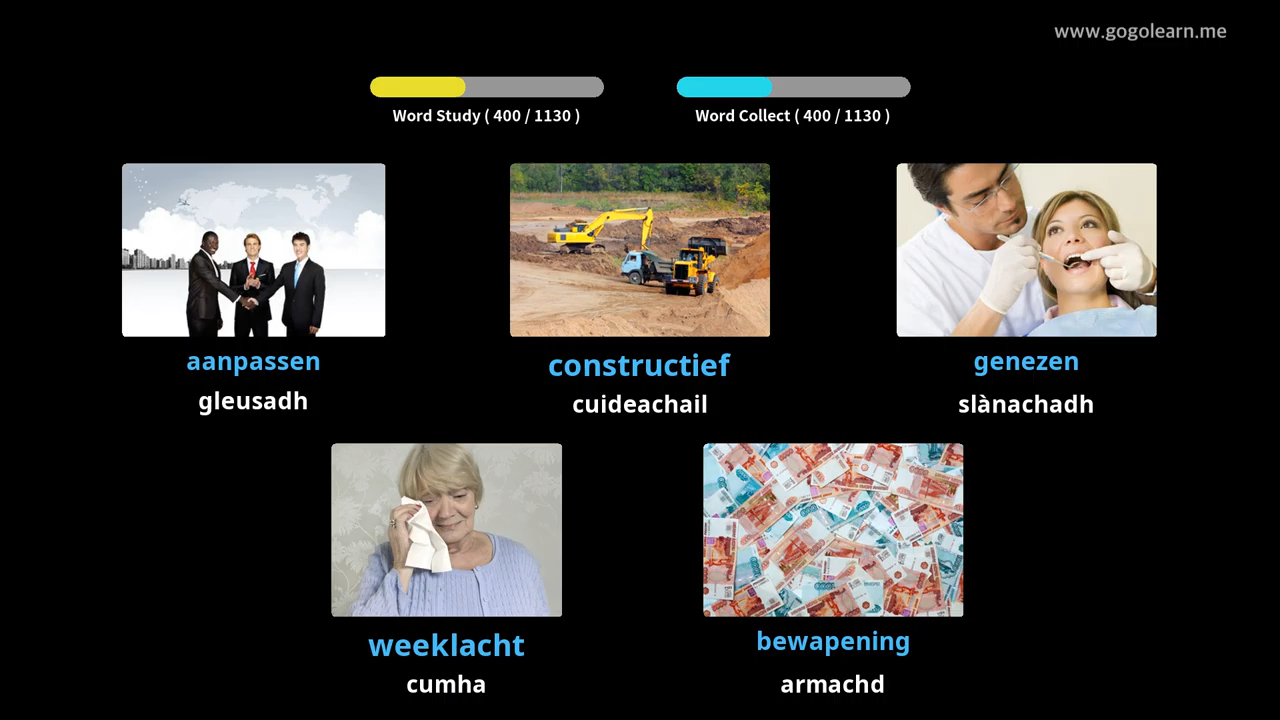 www.gogolearn.me
Word Study ( 400 / 1130 )
Word Collect ( 400 / 1130 )
aanpassen
gleusadh
constructief
cuideachail
genezen
slànachadh
weeklacht
cumha
bewapening
armachd